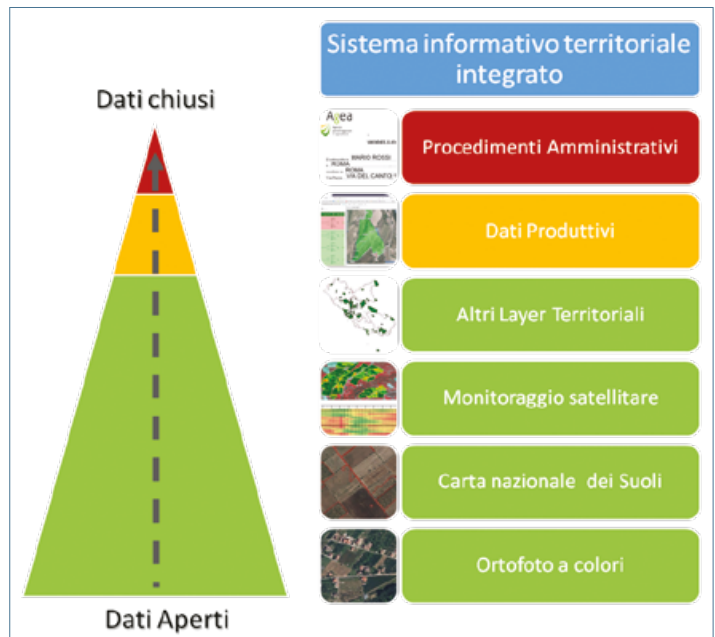 Sistema informativo territoriale
integrato
Dati chiusi
Agea
MARIO ROSSI
ROMA
ROMA
VIA DEL CANTO
Procedimenti Amministrativi
Dati Produttivi
Altri Layer Territoriali
Monitoraggio satellitare
Carta nazionale dei Suoli
Ortofoto a colori
Dati Aperti